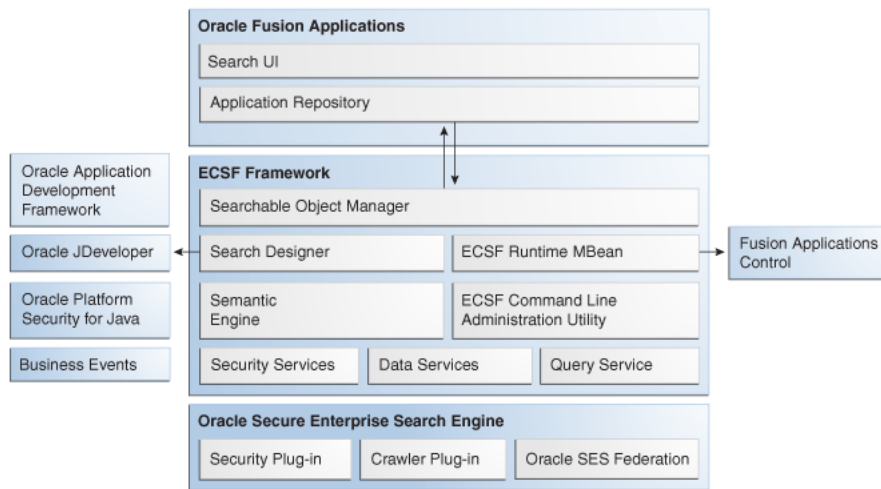 Oracle Fusion Applications
Search UI
Application Repository
Oracle Application
Development
Framework
Oracle JDeveloper
Oracle Platform
Security for Java
Business Events
ECSF Framework
Searchable Object Manager
Search Designer
ECSF Runtime MBean
Semantic
Engine
ECSF Command Line
Administration Utility
Security Services
Data Services
Query Service
Fusion Applications
Control
Oracle Secure Enterprise Search Engine
Security Plug-in
Crawler Plug-in
Oracle SES Federation